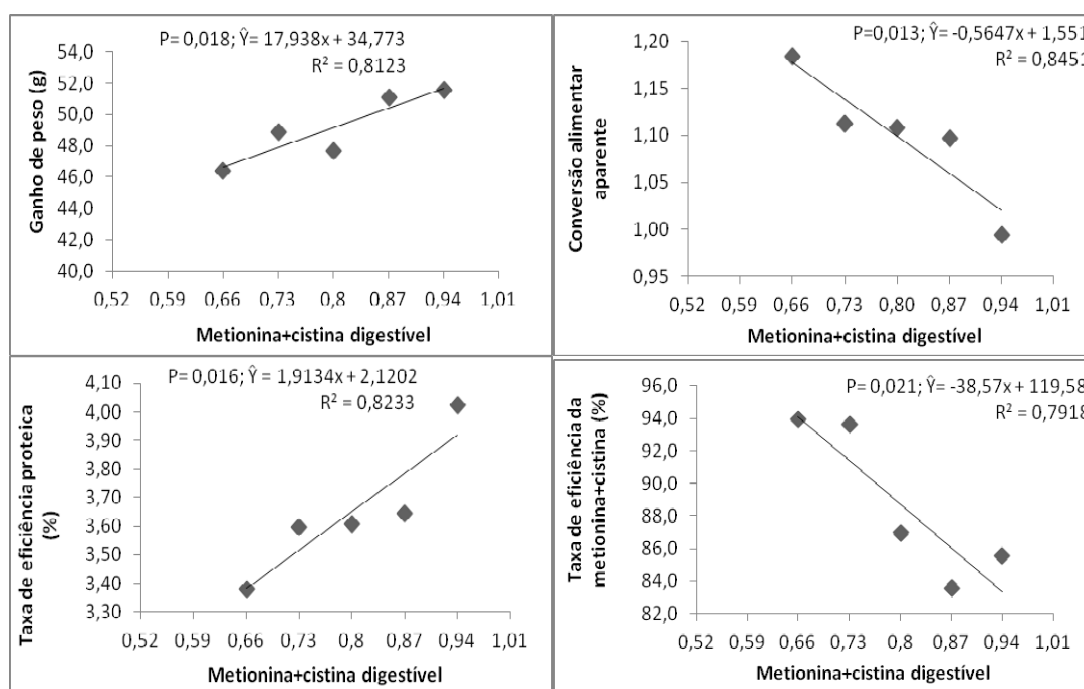 P= 0,018; Ŷ= 17,938x + 34,773
R² = 0,8123
54,0
52,0
50,0
48,0
46,0
44,0
42,0
40,0
Ganho de peso (g)
0,52 0,59 0,66 0,73 0,8 0,87 0,94 1,01
Metionina+cistina digestível
P=0,013; Ŷ= -0,5647x + 1,551
R² = 0,8451
1,20
1,15
1,10
1,05
1,00
0,95
Conversão alimentar
aparente
0,52 0,59 0,66 0,73 0,80 0,87 0,94 1,01
Metionina+cistina digestível
P= 0,016; Ŷ = 1,9134x + 2,1202
R² = 0,8233
4,10
4,00
3,90
3,80
3,70
3,60
3,50
3,40
3,30
Taxa de eficiência proteica
(%)
0,52 0,59 0,66 0,73 0,8 0,87 0,94 1,01
Metionina+cistina digestível
P= 0,021; Ŷ= -38,57x + 119,58
R² = 0,7918
96,0
94,0
92,0
90,0
88,0
86,0
84,0
82,0
Taxa de eficiência da
metionina+cistina (%)
0,52 0,59 0,66 0,73 0,8 0,87 0,94 1,01
Metionina+cistina digestível